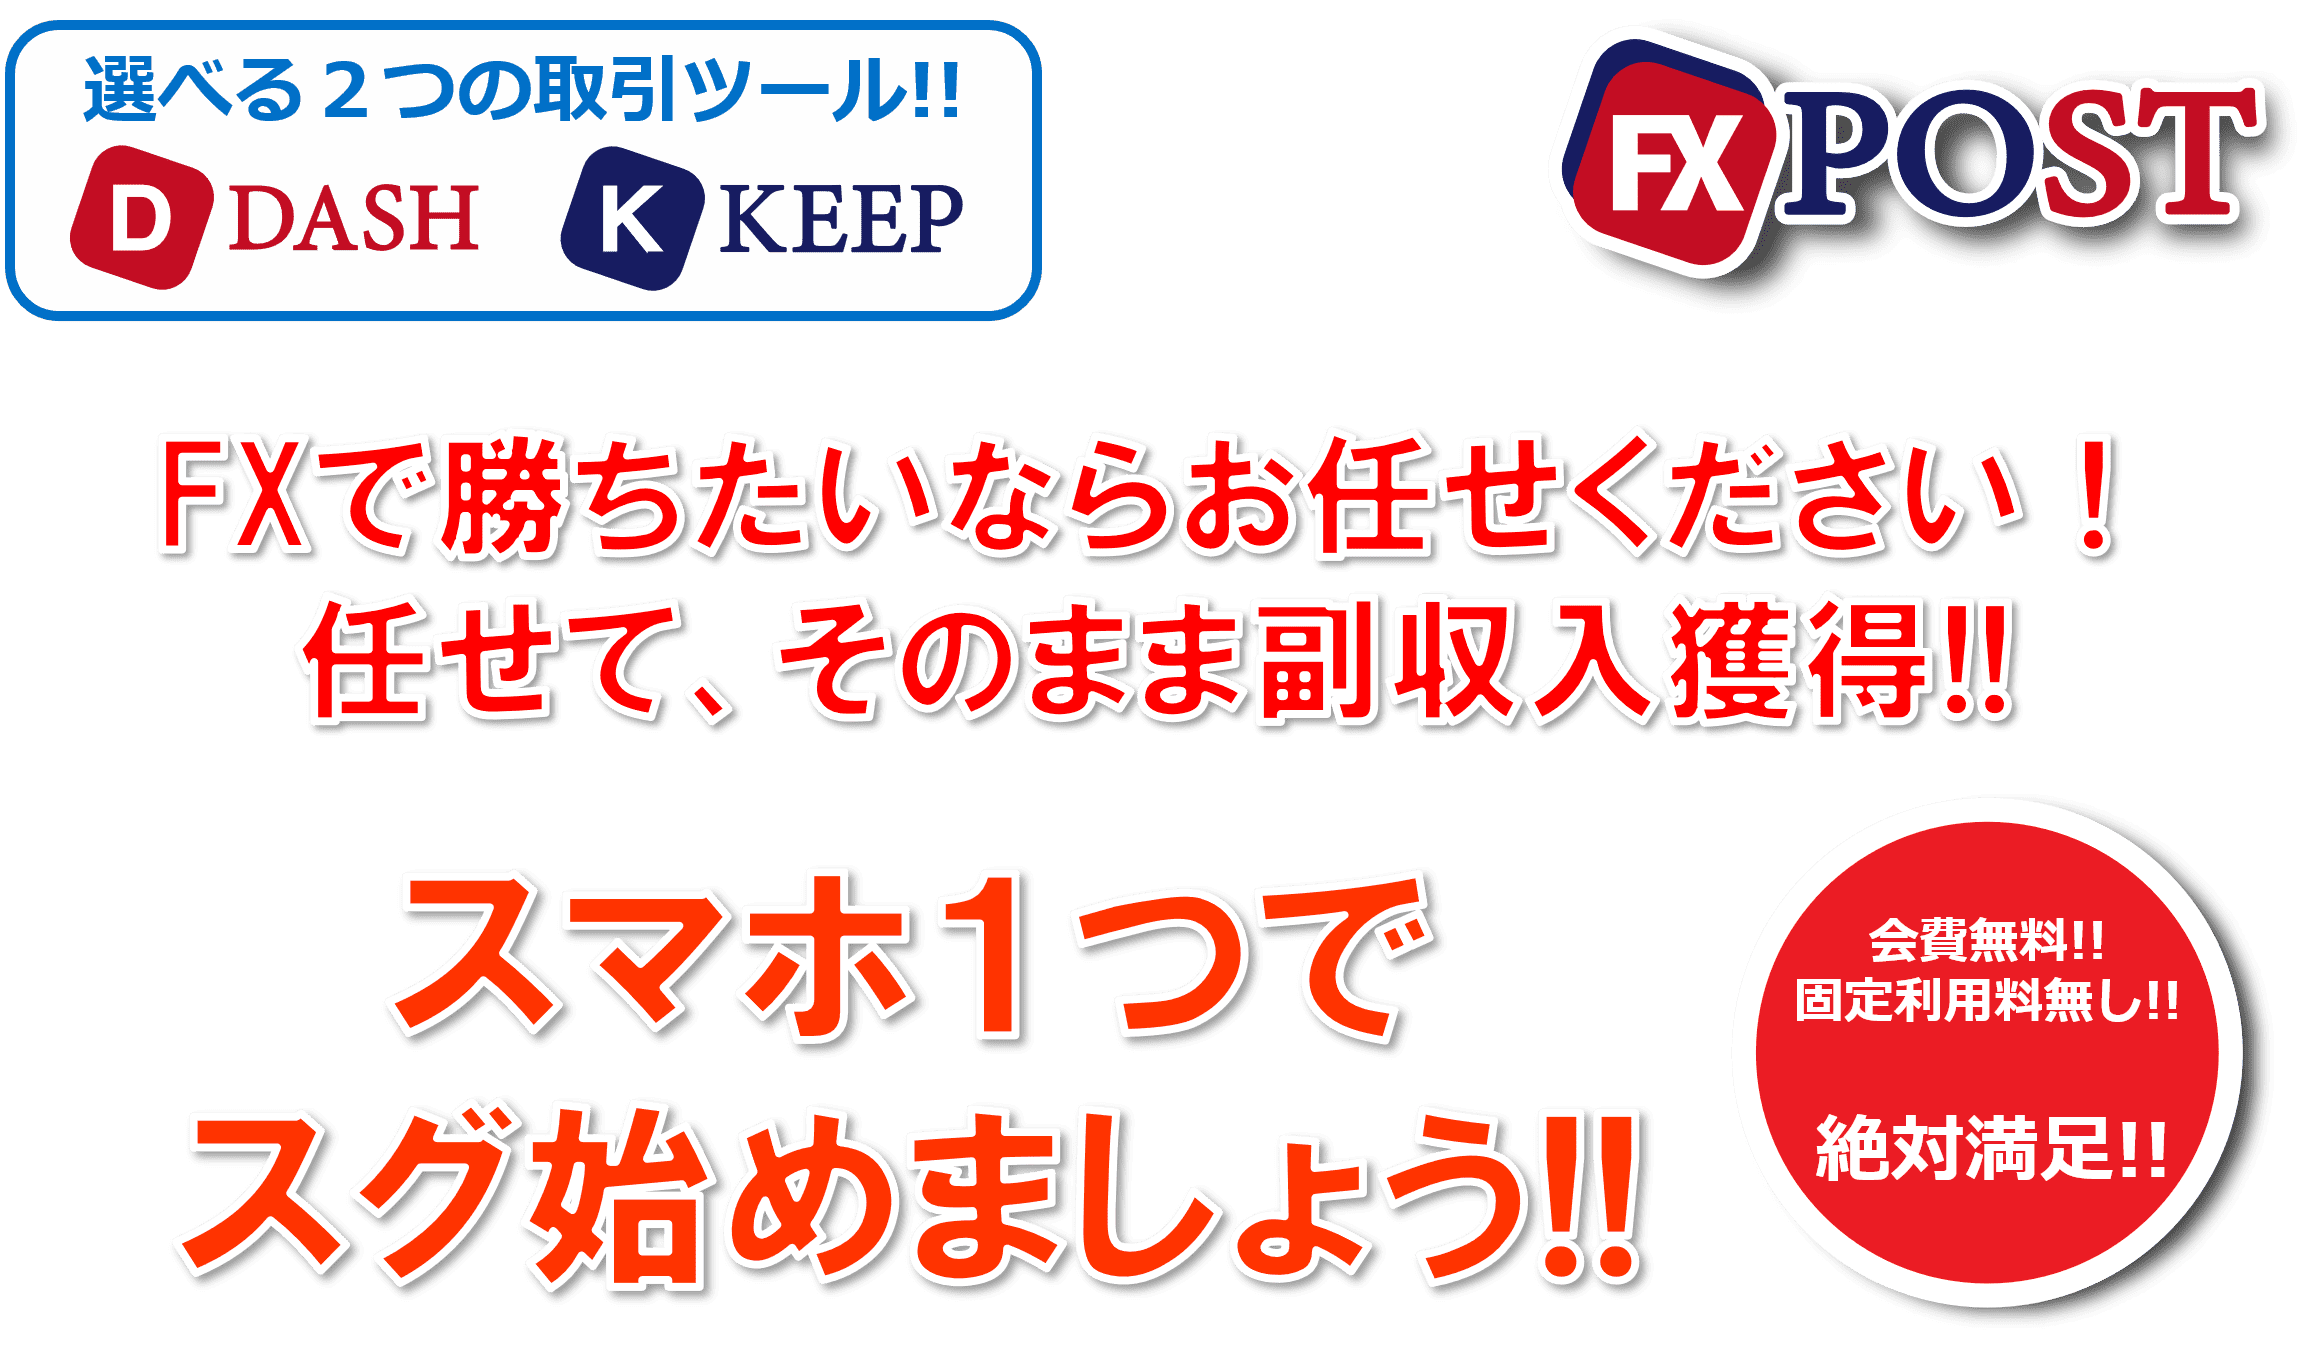 選べる２つの取引ツール!!
D DASH K KEEP
FX POST
FXで勝ちたいならお任せください！
任せて、そのまま副収入獲得!!
スマホ１つで
スグ始めましょう!!
会費無料!!
固定利用料無し!!
絶対満足!!